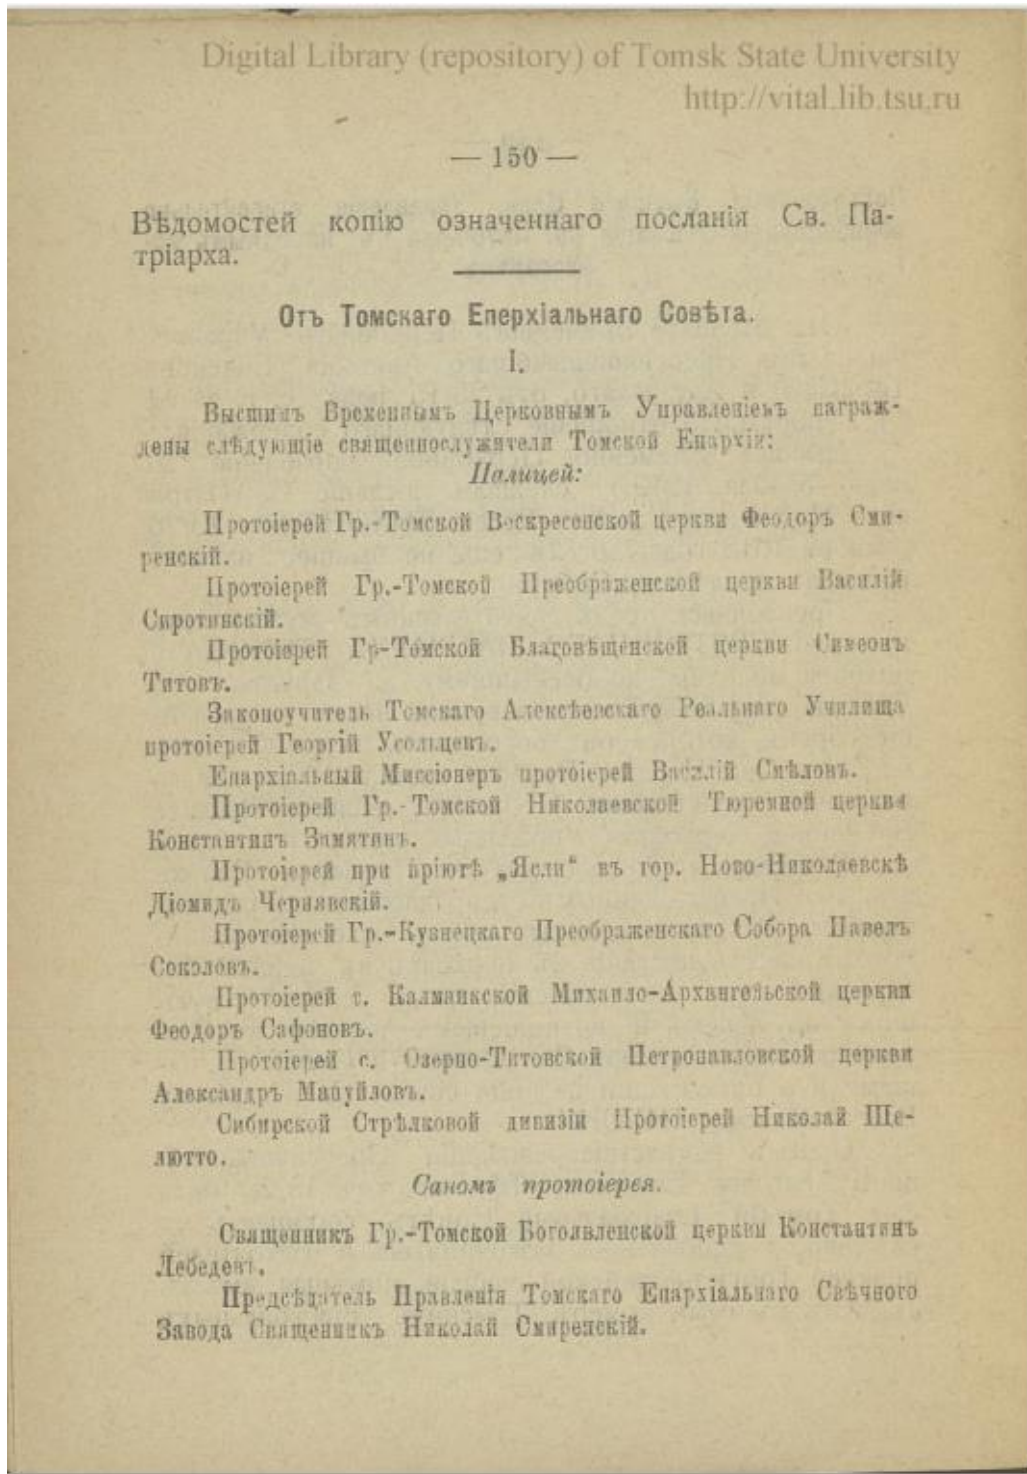 Digital Library (repository) of Tomsk State University
http://vital.lib.tsu.ru
— 150 —
Вѣдомостей копію означеннаго посланія Св. Па-
тріарха.
Отъ Томскаго Еперхіальнаго Совѣта.
I.
Высшимъ Временнымъ Церковнымъ Управленіемъ награж-
дены слѣдующіе священнослужители Томской Епархіи:
Палицей:
Протоіерей Гр.-Томской Воскресенской церкви Феодоръ Сми-
ренскій.
Протоіерей Гр.-Томской Преображенской церкви Василій
Сиротинскій.
Протоіерей Гр-Томской Благовѣщенской церкви Симеонъ
Титовъ.
Законоучитель Томскаго Алексѣевскаго Реальнаго Училища
протоіерей Георгій Усольцевъ.
Епархіальный Миссіонеръ протоіерей Василій Смѣловъ.
Протоіерей Гр.-Томской Николаевской Тюремной церкви
Константинъ Замятинъ.
Протоіерей при пріютѣ „Ясли“ въ гор. Ново-Николаевскѣ
Діомидъ Чернявскій.
Протоіерей Гр.-Кузнецкаго Преображенскаго Собора Павелъ
Соколовъ.
Протоіерей с. Калманкской Михаило-Архангельской церкви
Феодоръ Сафоновъ.
Протоіерей с. Озерно-Титовской Петропавловской церкви
Александръ Мануйловъ.
Сибирской Стрѣлковой дивизіи Протоіерей Николай Ще-
лютто.
Саномъ протоіерея.
Священникъ Гр.-Томской Богоявленской церкви Константинъ
Лебедевъ.
Предсѣдатель Правленія Томскаго Епархіальнаго Свѣчного
Завода Священникъ Николай Смиренскій.